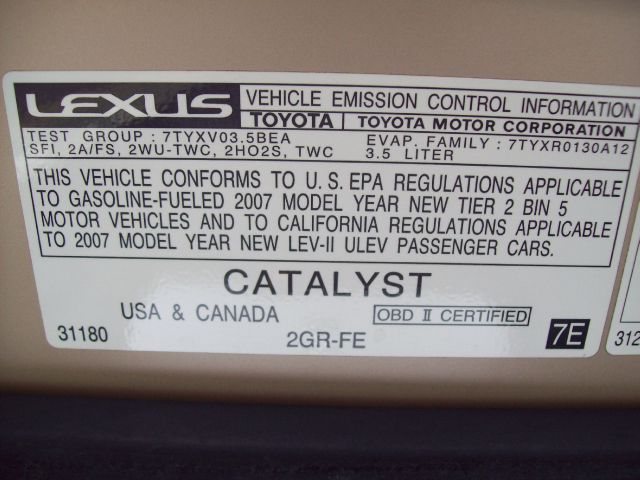 LEXUS VEHICLE EMISSION CONTROL INFORMATION
TOYOTA TOYOTA MOTOR CORPORATION
TEST GROUP : 7TYXV03.5BEA EVAP. FAMILY : 7TYXR0130A12
SFI, 2A/FS, 2WU-TWC, 2HO2S, TWC 3.5 LITER
THIS VEHICLE CONFORMS TO U.S. EPA REGULATIONS APPLICABLE
TO GASOLINE-FUELED 2007 MODEL YEAR NEW TIER 2 BIN 5
MOTOR VEHICLES AND TO CALIFORNIA REGULATIONS APPLICABLE
TO 2007 MODEL YEAR NEW LEV-II ULEV PASSENGER CARS.
CATALYST
USA & CANADA OBD II CERTIFIED
31180 2GR-FE 7E 312